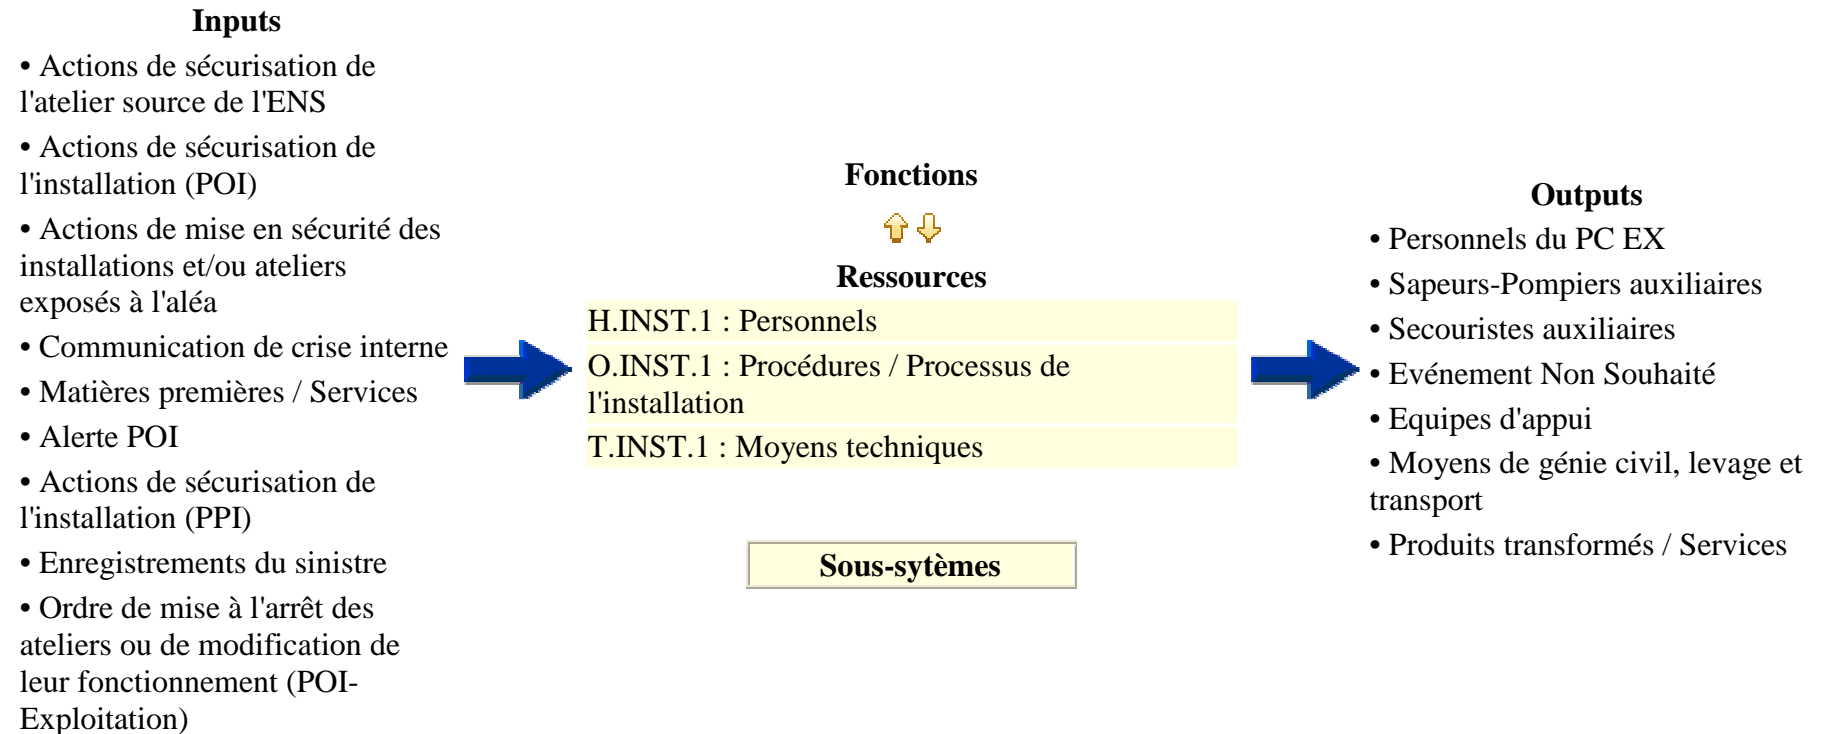 Inputs
• Actions de sécurisation de
l'atelier source de l'ENS
• Actions de sécurisation de
l'installation (POI)
• Actions de mise en sécurité des
installations et/ou ateliers
exposés à l'aléa
• Communication de crise interne
• Matières premières / Services
• Alerte POI
• Actions de sécurisation de
l'installation (PPI)
• Enregistrements du sinistre
• Ordre de mise à l'arrêt des
ateliers ou de modification de
leur fonctionnement (POI-
Exploitation)
Fonctions
Ressources
H.INST.1 : Personnels
O.INST.1 : Procédures / Processus de
l'installation
T.INST.1 : Moyens techniques
Sous-sytèmes
Outputs
• Personnels du PC EX
• Sapeurs-Pompiers auxiliaires
• Secouristes auxiliaires
• Evénement Non Souhaité
• Equipes d'appui
• Moyens de génie civil, levage et
transport
• Produits transformés / Services